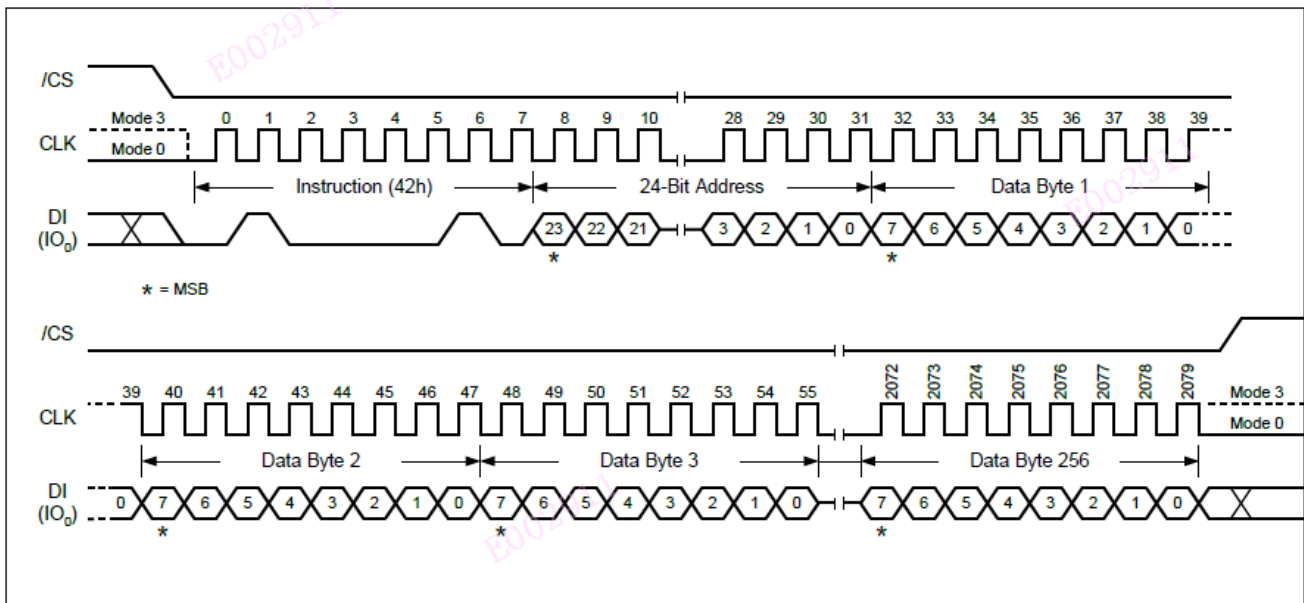 E002911
/CS
Mode 3 0 1 2 3 4 5 6 7 8 9 10 28 29 30 31 32 33 34 35 36 37 38 39
CLK
Mode 0
Instruction (42h) 24-Bit Address Data Byte 1
E002911
DI
(IO0) 23 22 21 3 2 1 0 7 6 5 4 3 2 1 0
* *
* = MSB
/CS
39 40 41 42 43 44 45 46 47 48 49 50 51 52 53 54 55 2072 2073 2074 2075 2076 2077 2078 2079 Mode 3
CLK
Mode 0
Data Byte 2 Data Byte 3 Data Byte 256
DI
(IO0) 0 7 6 5 4 3 2 1 0 7 6 5 4 3 2 1 0 7 6 5 4 3 2 1 0
* * *
E002911